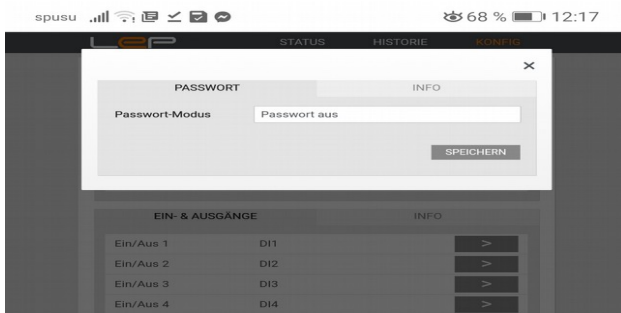 spusu 68 % 12:17
LEP STATUS HISTORIE KONFIG
×
PASSWORT INFO
Passwort-Modus Passwort aus
SPEICHERN
EIN- & AUSGÄNGE INFO
Ein/Aus 1 DI1 >
Ein/Aus 2 DI2 >
Ein/Aus 3 DI3 >
Ein/Aus 4 DI4 >